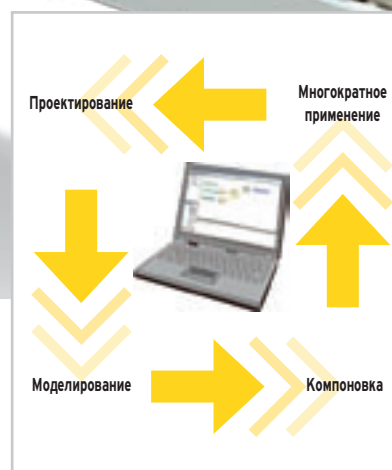 Проектирование
Многократное
применение
Моделирование
Компоновка